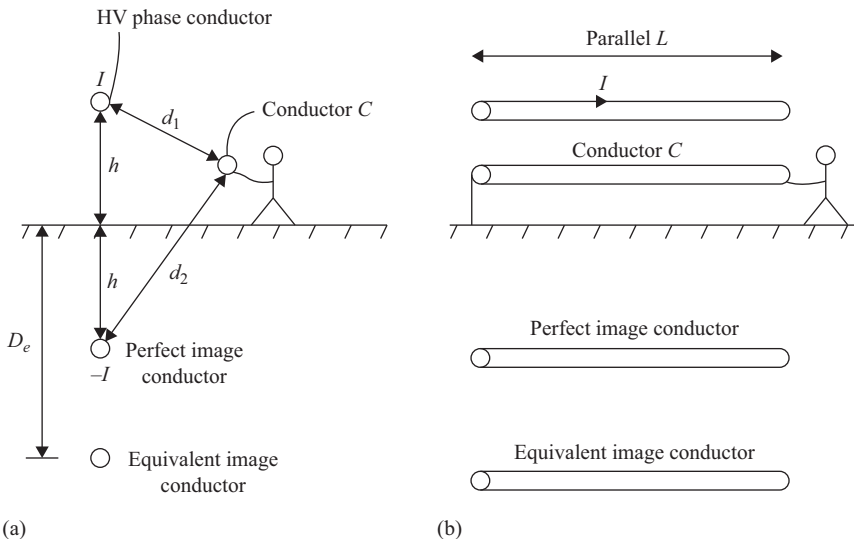 HV phase conductor
I
d1
Conductor C
h
h
d2
De
Perfect image
conductor
–I
Equivalent image
conductor
(a)
Parallel L
I
Conductor C
Perfect image conductor
Equivalent image conductor
(b)